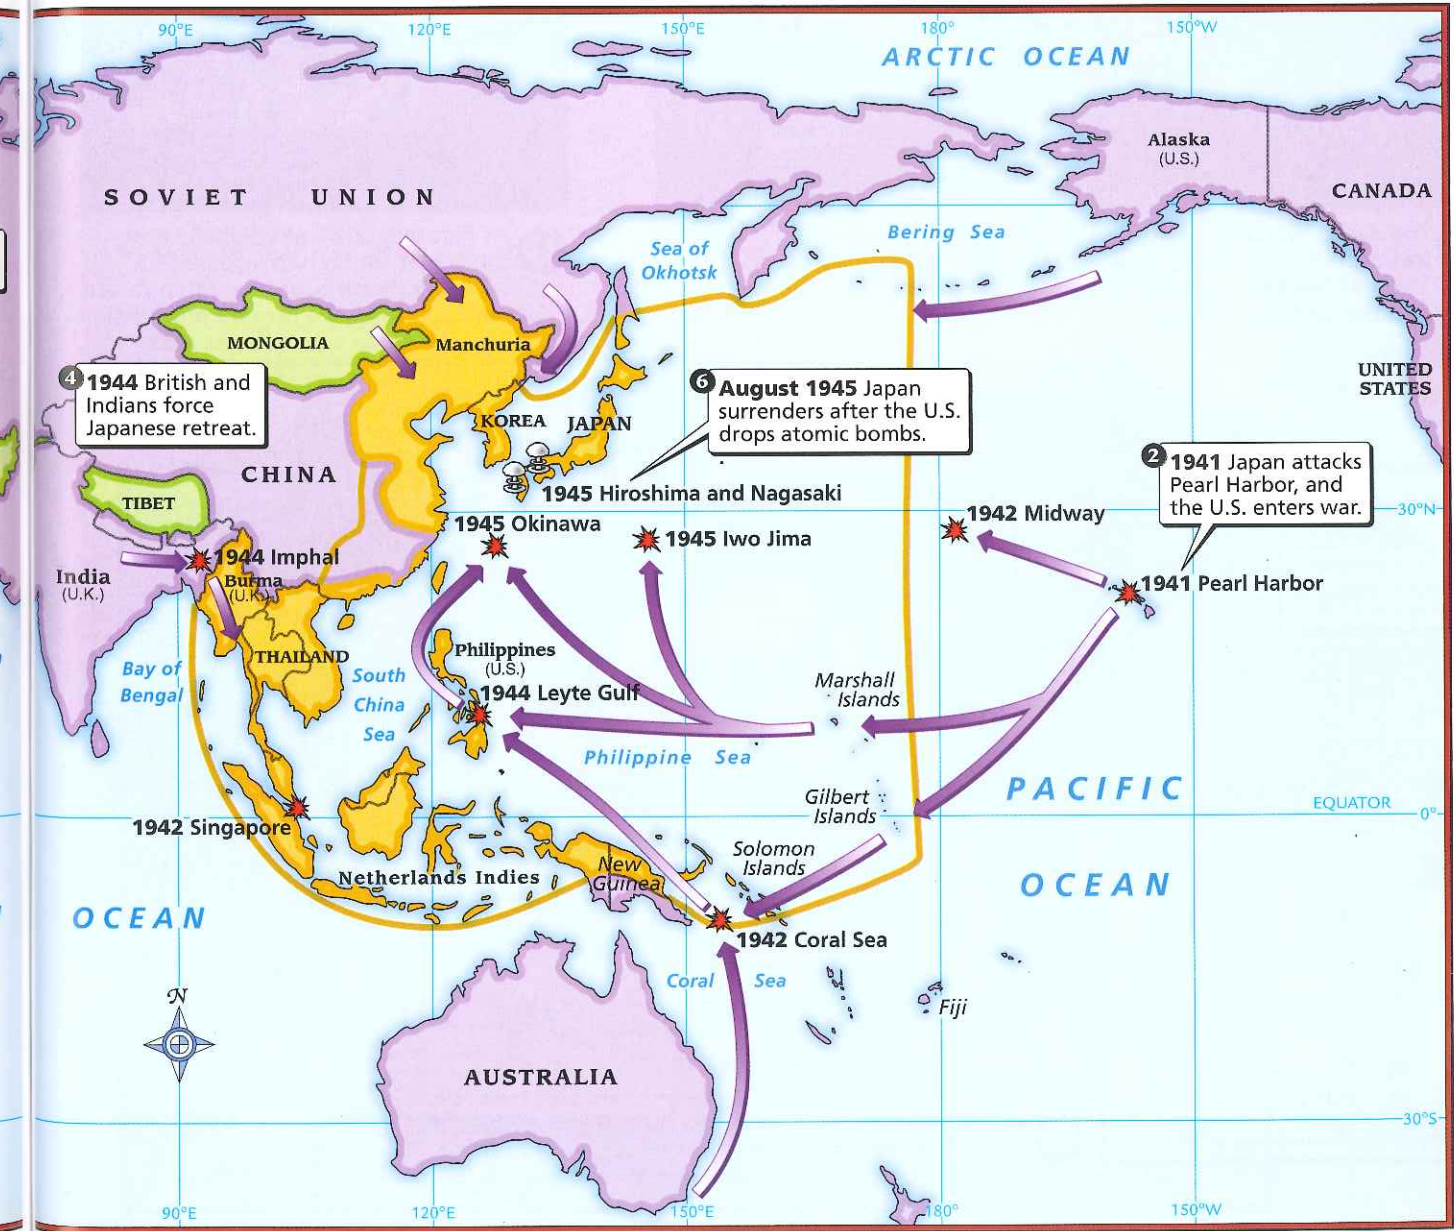 90°E
120°E
150°E
180°
150°W
ARCTIC OCEAN
Alaska
(U.S.)
CANADA
SOVIET UNION
Bering Sea
Sea of
Okhotsk
MONGOLIA
Manchuria
4 1944 British and
Indians force
Japanese retreat.
6 August 1945 Japan
surrenders after the U.S.
drops atomic bombs.
UNITED
STATES
KOREA
JAPAN
CHINA
2 1941 Japan attacks
Pearl Harbor, and
the U.S. enters war.
TIBET
1945 Hiroshima and Nagasaki
30°N
1945 Okinawa
1945 Iwo Jima
1942 Midway
1944 Imphal
India
(U.K.)
Burma
(U.K.)
1941 Pearl Harbor
THAILAND
Philippines
(U.S.)
Bay of
Bengal
South
China
Sea
1944 Leyte Gulf
Marshall
Islands
Philippine Sea
PACIFIC
Gilbert
Islands
EQUATOR
0°
1942 Singapore
Solomon
Islands
New
Guinea
Netherlands Indies
OCEAN
OCEAN
1942 Coral Sea
Coral Sea
N
Fiji
AUSTRALIA
30°S
90°E
120°E
150°E
180°
150°W